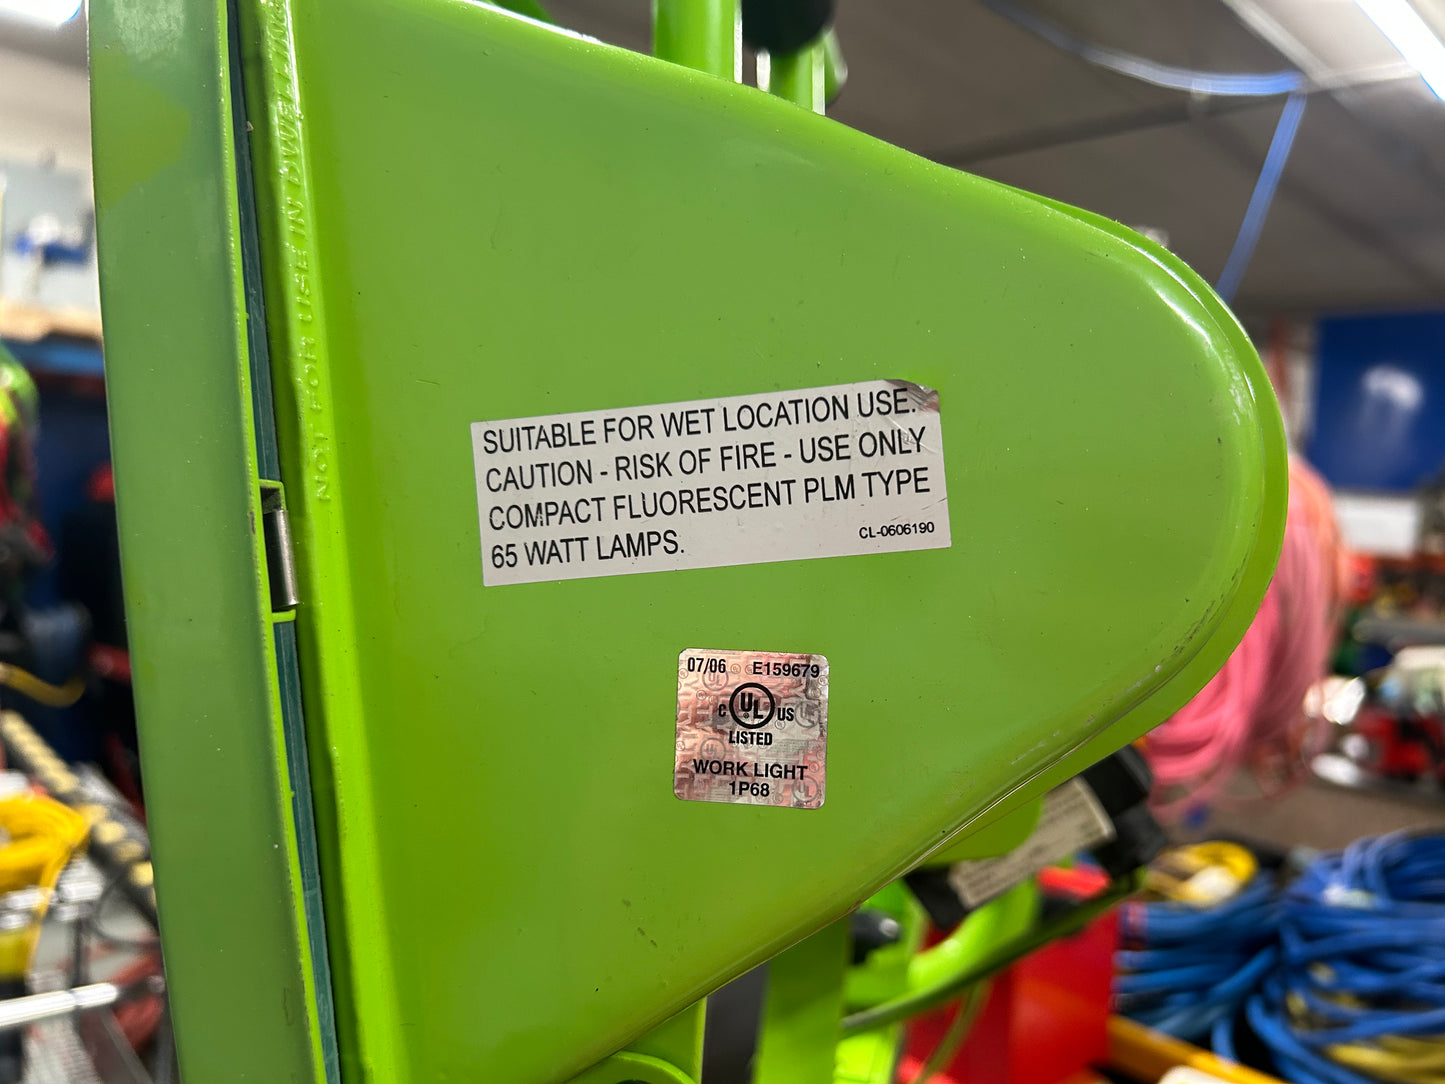 NOT FOR USE IN DWELLINGS
SUITABLE FOR WET LOCATION USE.
CAUTION - RISK OF FIRE - USE ONLY
COMPACT FLUORESCENT PLM TYPE
65 WATT LAMPS.
CL-0606190
07/06 E159679
C UL US
LISTED
WORK LIGHT
1P68